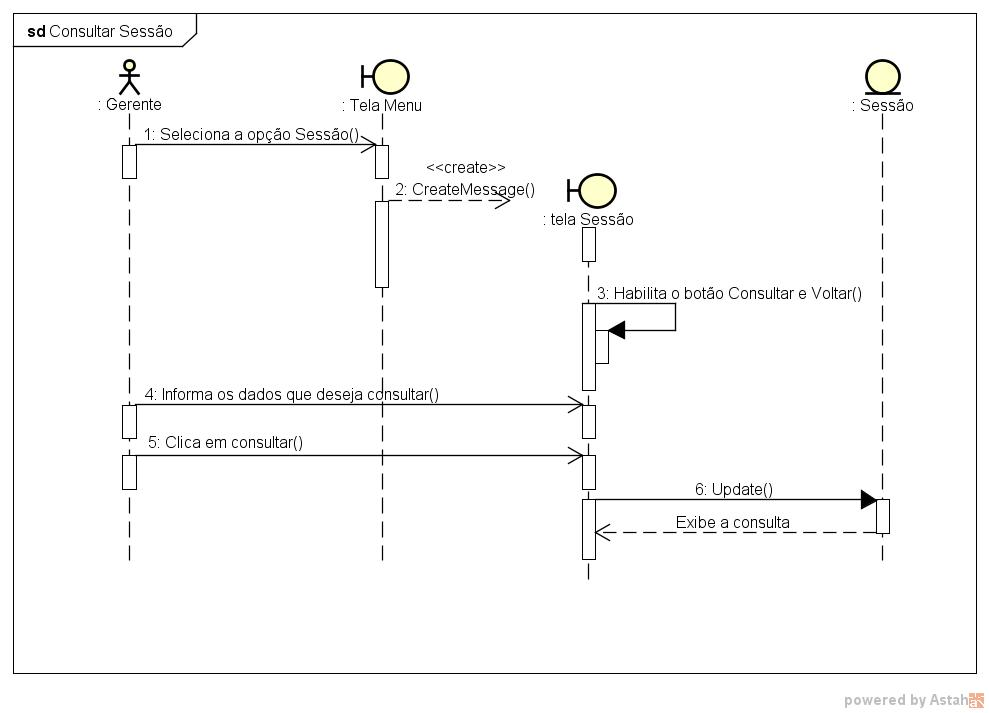 sd Consultar Sessão
: Gerente
: Tela Menu
: Sessão
1: Seleciona a opção Sessão()
<<create>>
2: CreateMessage()
: tela Sessão
3: Habilita o botão Consultar e Voltar()
4: Informa os dados que deseja consultar()
5: Clica em consultar()
6: Update()
Exibe a consulta
powered by Astah